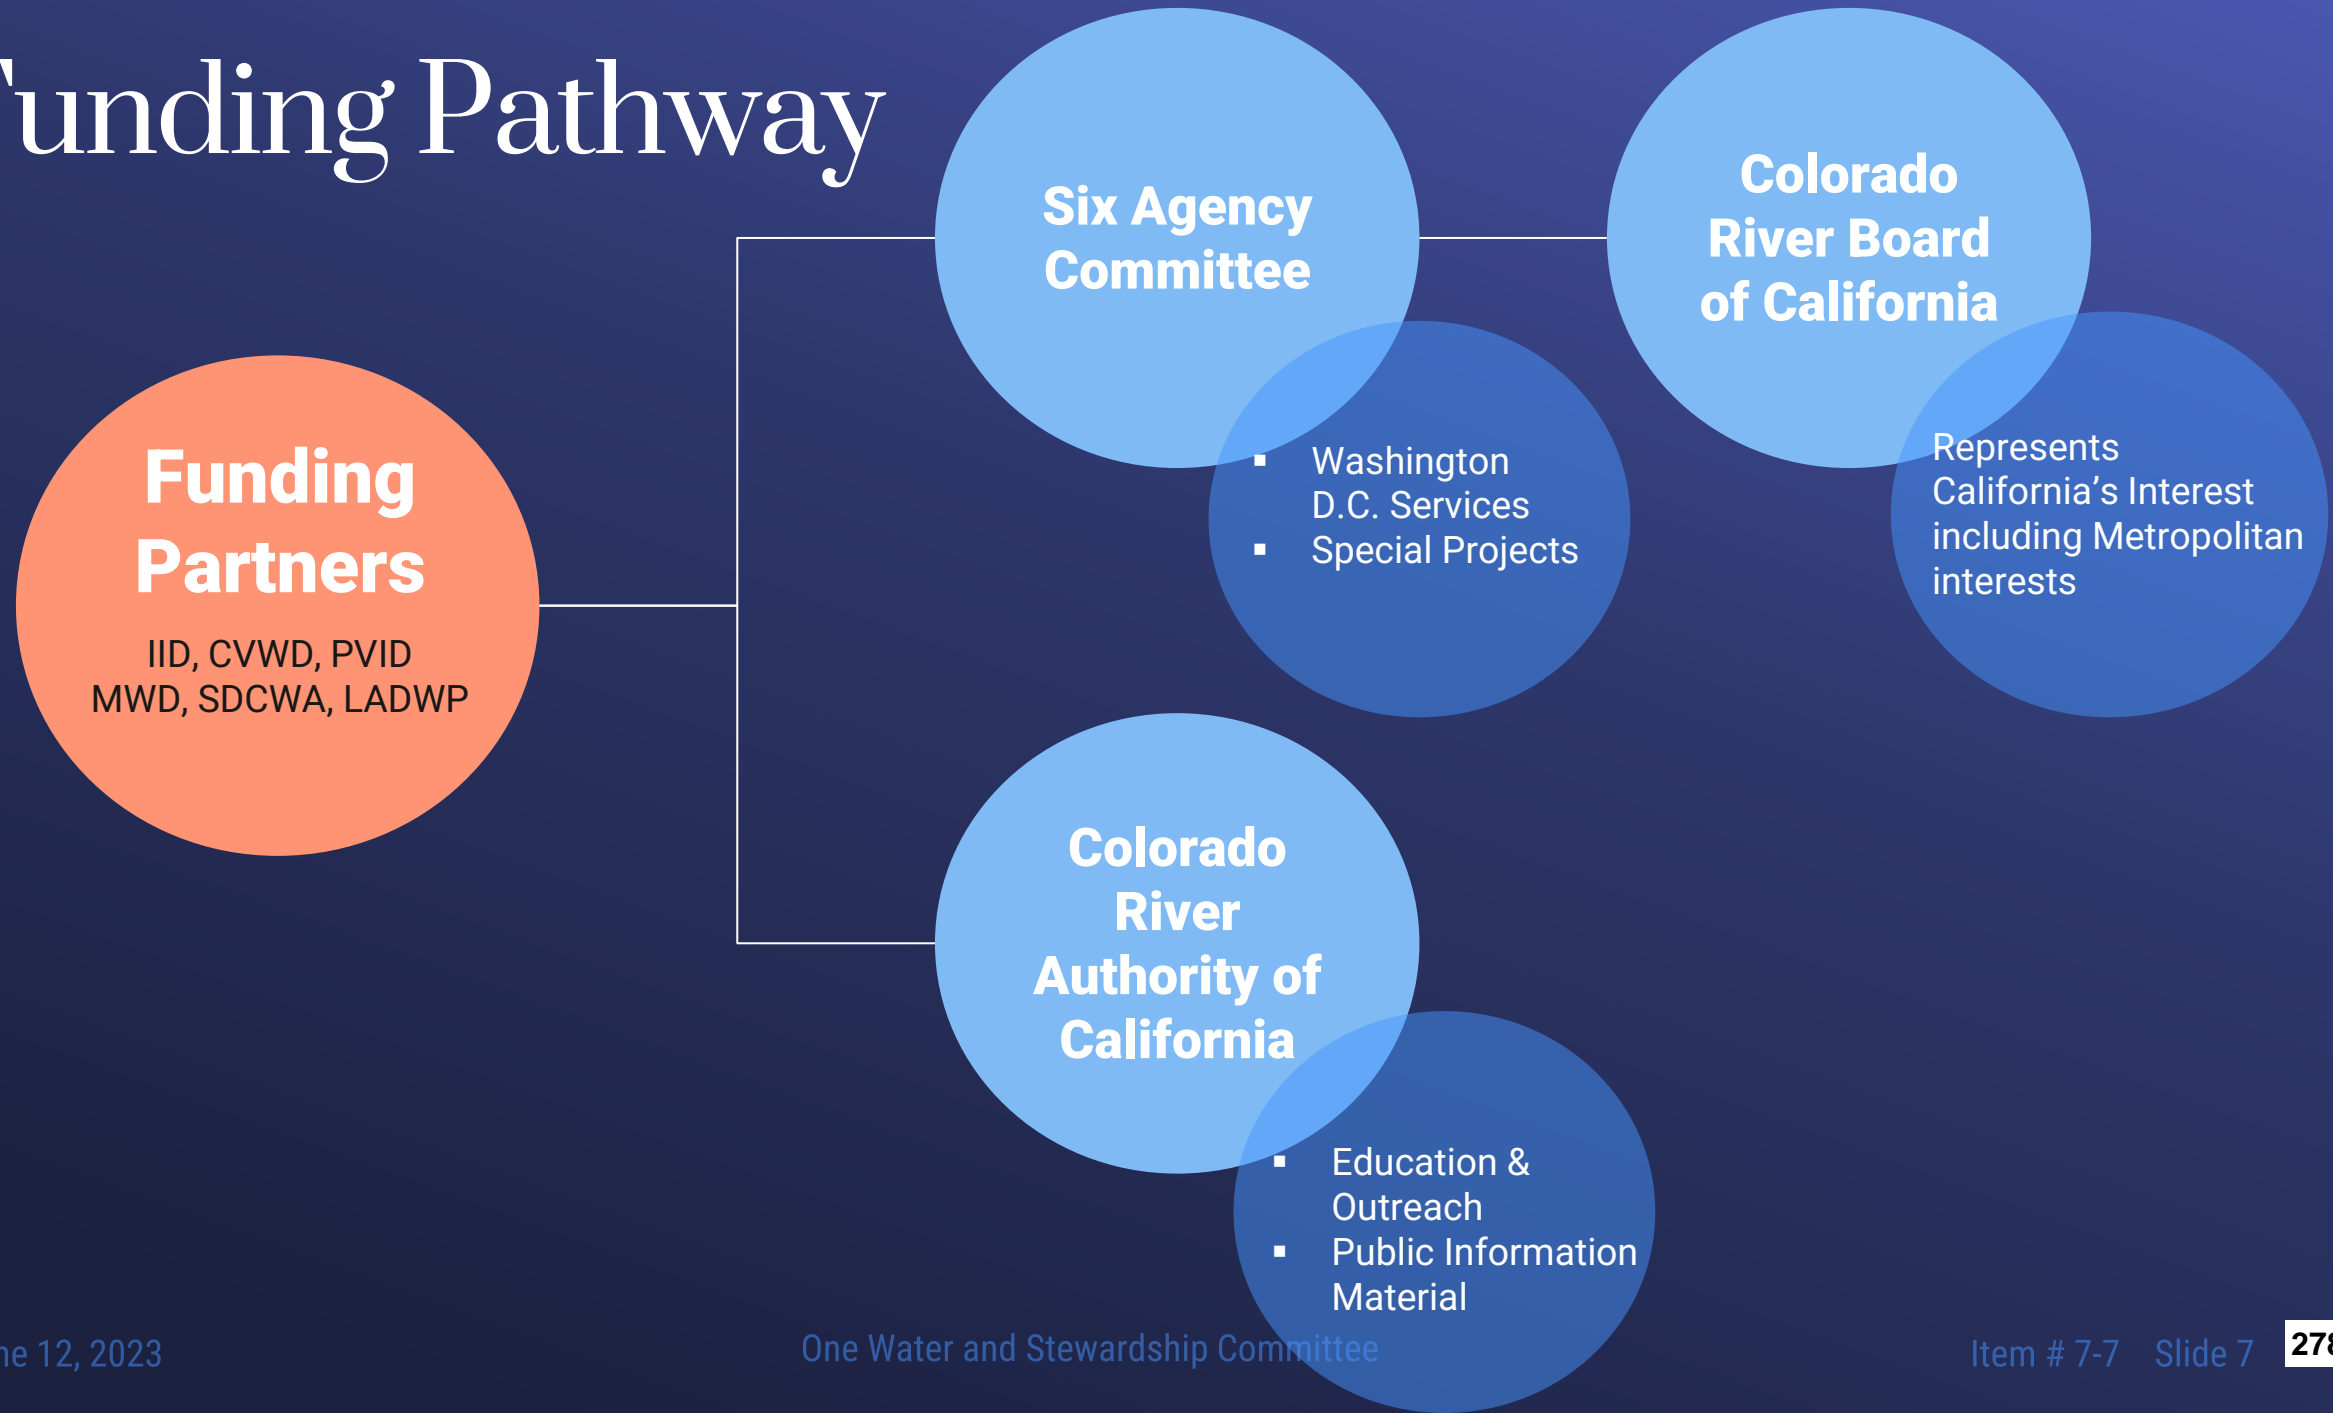 Funding Pathway
Six Agency
Committee
Colorado
River Board
of California
Funding
Partners
IID, CVWD, PVID
MWD, SDCWA, LADWP
▪ Washington
D.C. Services
▪ Special Projects
Represents
California’s Interest
including Metropolitan
interests
Colorado
River
Authority of
California
▪ Education &
Outreach
▪ Public Information
Material
ne 12, 2023
One Water and Stewardship Committee
Item # 7-7 Slide 7
278